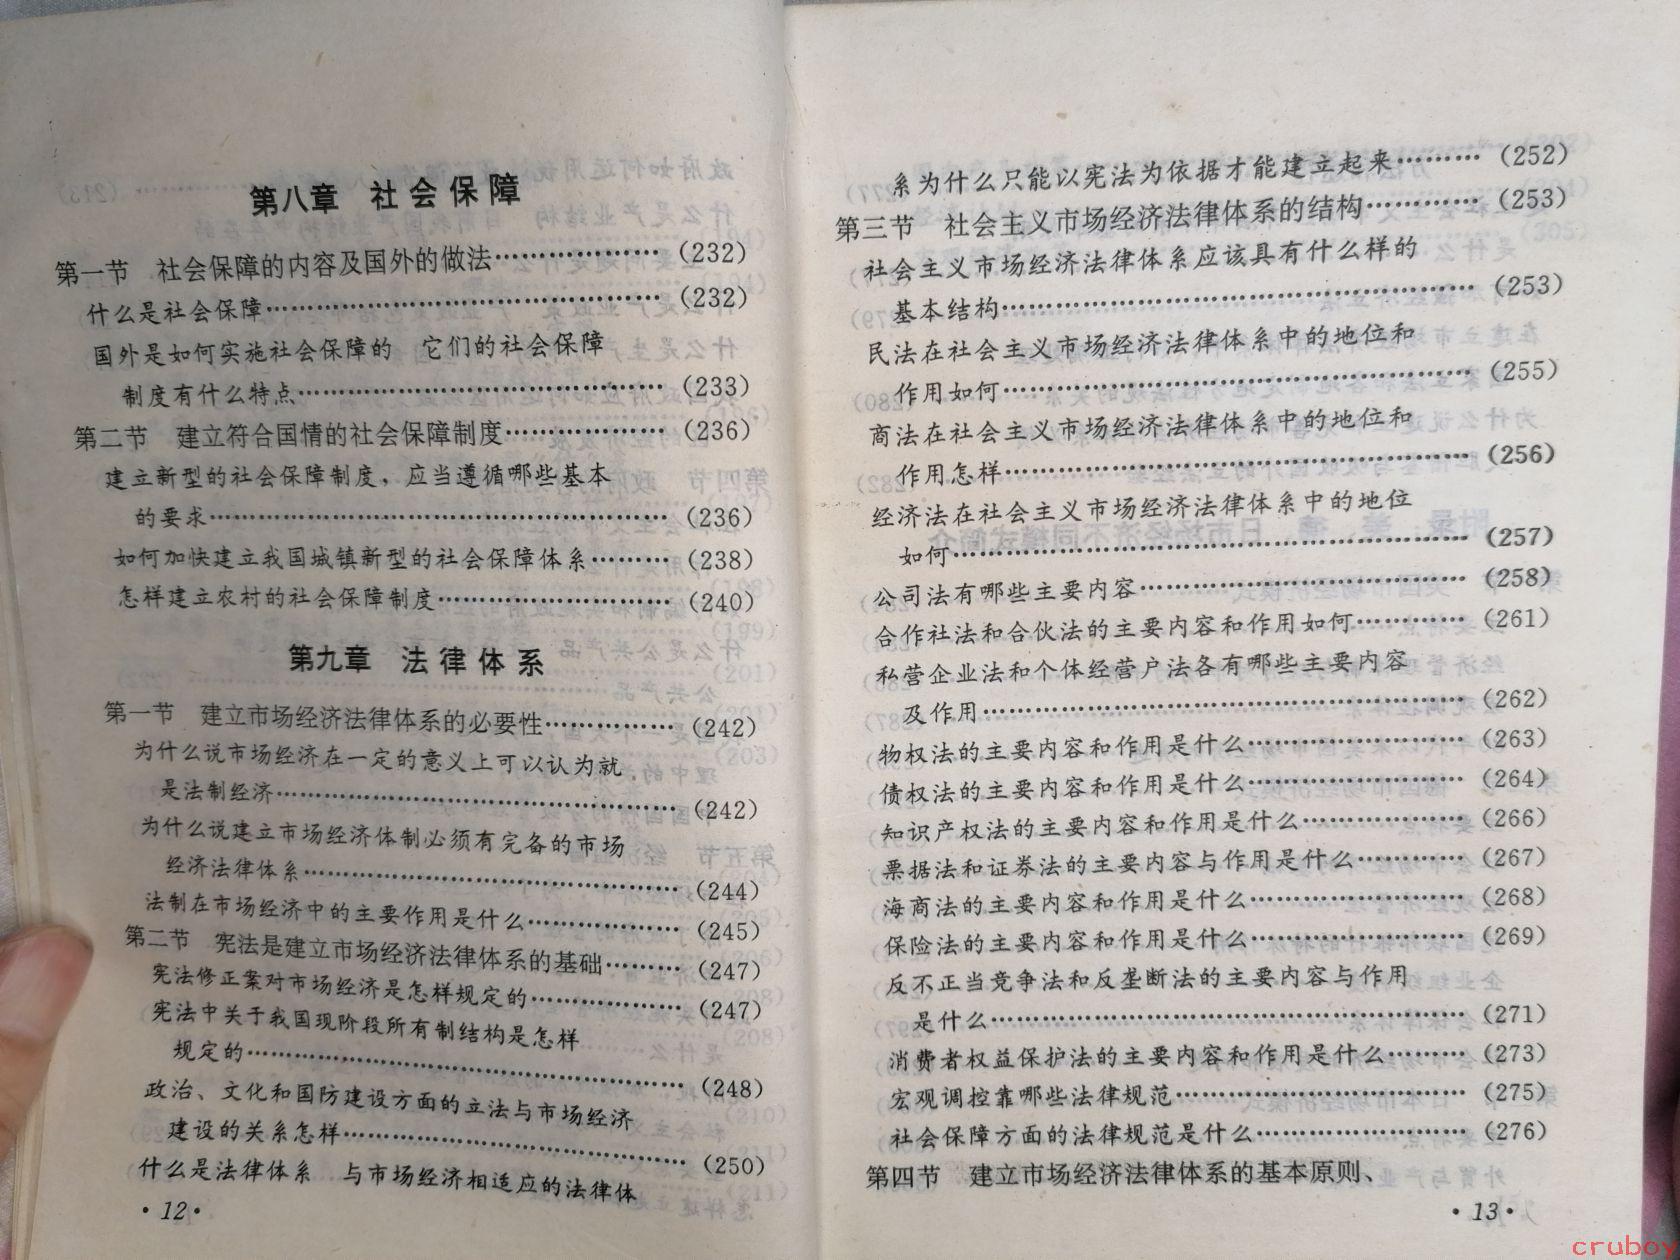 第八章 社会保障
第一节 社会保障的内容及国外的做法………………(232)
什么是社会保障……………………………………(232)
国外是如何实施社会保障的 它们的社会保障
制度有什么特点…………………………………(233)
第二节 建立符合国情的社会保障制度……………(236)
建立新型的社会保障制度，应当遵循哪些基本
的要求……………………………………………(236)
如何加快建立我国城镇新型的社会保障体系………(238)
怎样建立农村的社会保障制度……………………(240)
第九章 法律体系
第一节 建立市场经济法律体系的必要性……………(242)
为什么说市场经济在一定的意义上可以认为就
是法制经济………………………………………(242)
为什么说建立市场经济体制必须有完备的市场
经济法律体系……………………………………(244)
法制在市场经济中的主要作用是什么………………(245)
第二节 宪法是建立市场经济法律体系的基础………(247)
宪法修正案对市场经济是怎样规定的………………(247)
宪法中关于我国现阶段所有制结构是怎样
规定的……………………………………………(248)
政治、文化和国防建设方面的立法与市场经济
建设的关系怎样…………………………………(250)
什么是法律体系 与市场经济相适应的法律体
·12·
系为什么只能以宪法为依据才能建立起来………(252)
第三节 社会主义市场经济法律体系的结构…………(253)
社会主义市场经济法律体系应该具有什么样的
基本结构…………………………………………(253)
民法在社会主义市场经济法律体系中的地位和
作用如何…………………………………………(255)
商法在社会主义市场经济法律体系中的地位和
作用怎样…………………………………………(256)
经济法在社会主义市场经济法律体系中的地位
如何………………………………………………(257)
公司法有哪些主要内容……………………………(258)
合作社法和合伙法的主要内容和作用如何…………(261)
私营企业法和个体经营户法各有哪些主要内容
及作用……………………………………………(262)
物权法的主要内容和作用是什么……………………(263)
债权法的主要内容和作用是什么……………………(264)
知识产权法的主要内容和作用是什么………………(266)
票据法和证券法的主要内容与作用是什么…………(267)
海商法的主要内容和作用是什么……………………(268)
保险法的主要内容和作用是什么……………………(269)
反不正当竞争法和反垄断法的主要内容与作用
是什么……………………………………………(271)
消费者权益保护法的主要内容和作用是什么………(273)
宏观调控靠哪些法律规范…………………………(275)
社会保障方面的法律规范是什么……………………(276)
第四节 建立市场经济法律体系的基本原则、
·13·
cruboy